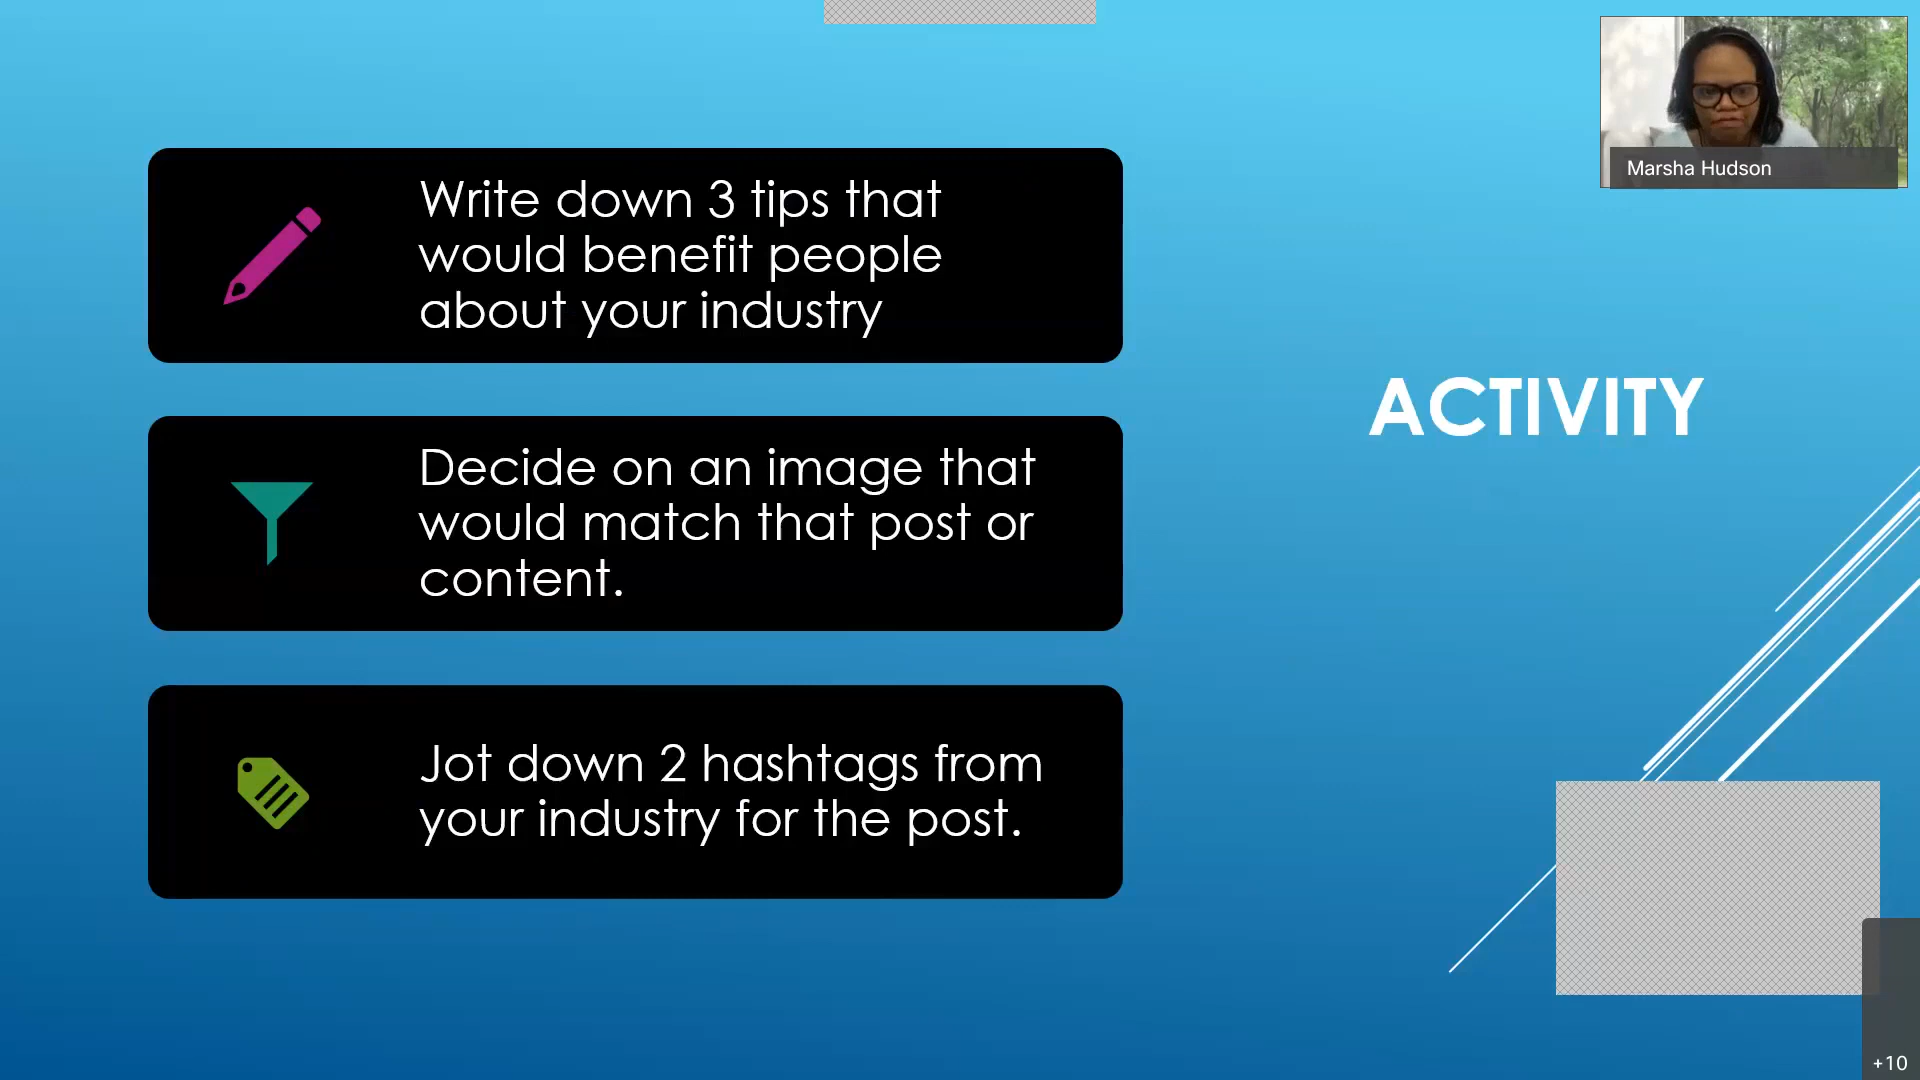 Write down 3 tips that
would benefit people
about your industry
Decide on an image that
would match that post or
content.
Jot down 2 hashtags from
your industry for the post.
ACTIVITY
Marsha Hudson
+10